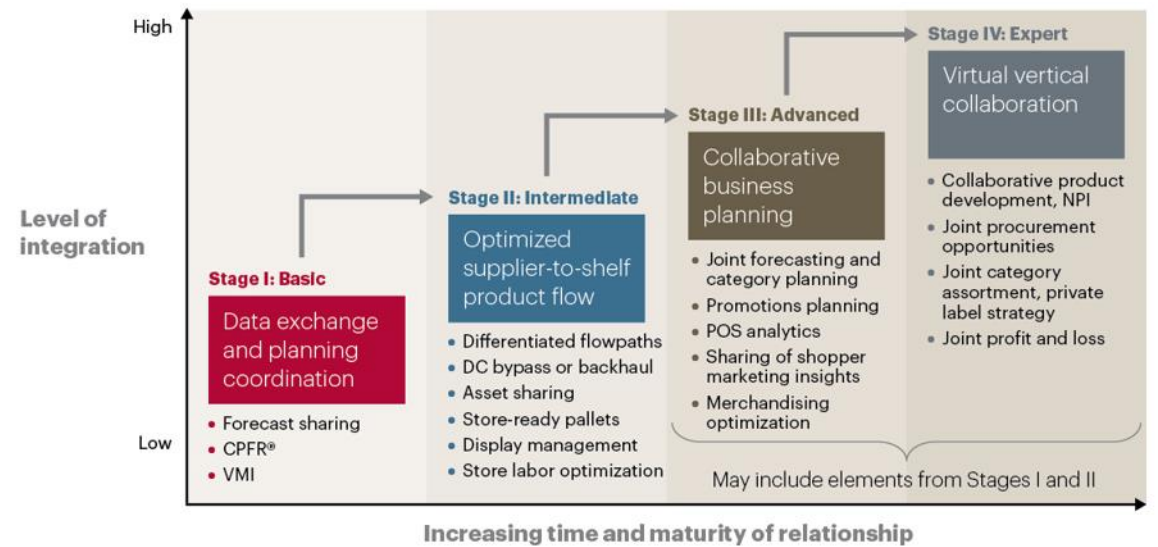 High
Level of
integration
Low
Stage I: Basic
Data exchange
and planning
coordination
• Forecast sharing
• CPFR®
• VMI
Stage II: Intermediate
Optimized
supplier-to-shelf
product flow
• Differentiated flowpaths
• DC bypass or backhaul
• Asset sharing
• Store-ready pallets
• Display management
• Store labor optimization
Stage III: Advanced
Collaborative
business
planning
• Joint forecasting and
category planning
• Promotions planning
• POS analytics
• Sharing of shopper
marketing insights
• Merchandising
optimization
Stage IV: Expert
Virtual vertical
collaboration
• Collaborative product
development, NPI
• Joint procurement
opportunities
• Joint category
assortment, private
label strategy
• Joint profit and loss
May include elements from Stages I and II
Increasing time and maturity of relationship